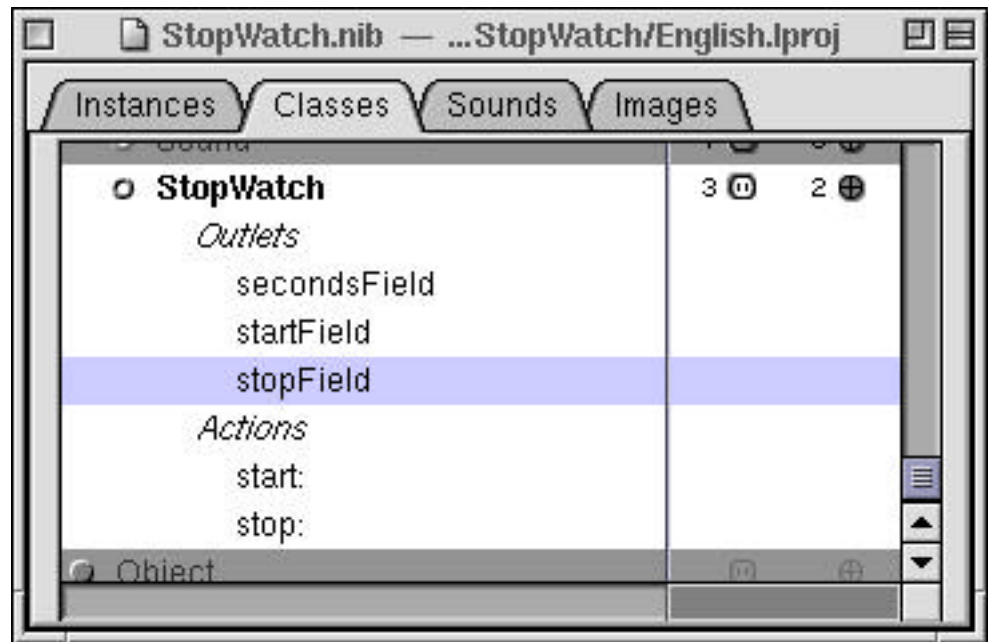 StopWatch.nib — ...StopWatch/English.lproj
Instances Classes Sounds Images
Sound
StopWatch 3 2
Outlets
secondsField
startField
stopField
Actions
start:
stop:
Object